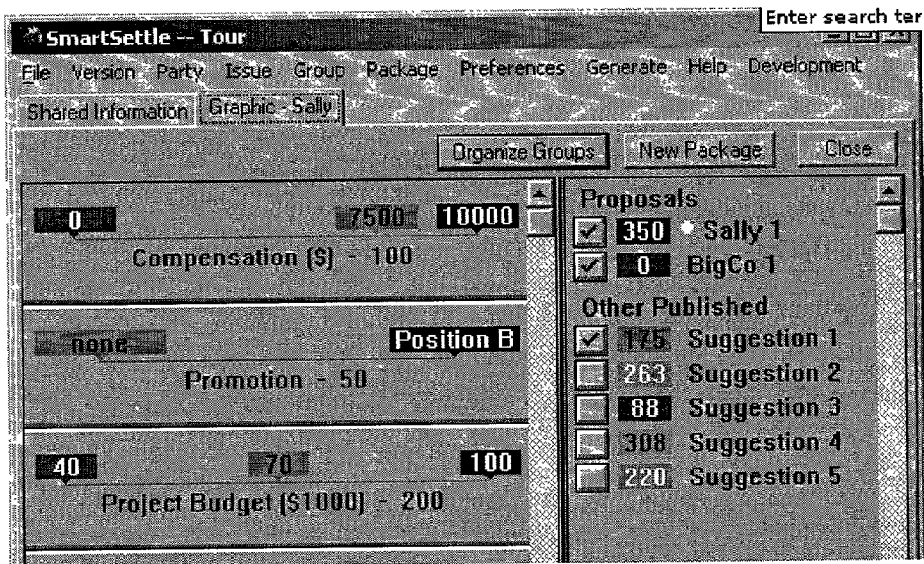 Enter search ter
SmartSettle -- Tour
File Version Party Issue Group Package Preferences Generate Help Development
Shared Information Graphic - Sally
Organize Groups New Package Close
0 7500 10000
Compensation ($) - 100
none Position B
Promotion - 50
40 70 100
Project Budget ($1000) - 200
Proposals
350 Sally 1
0 BigCo 1
Other Published
175 Suggestion 1
263 Suggestion 2
88 Suggestion 3
308 Suggestion 4
220 Suggestion 5